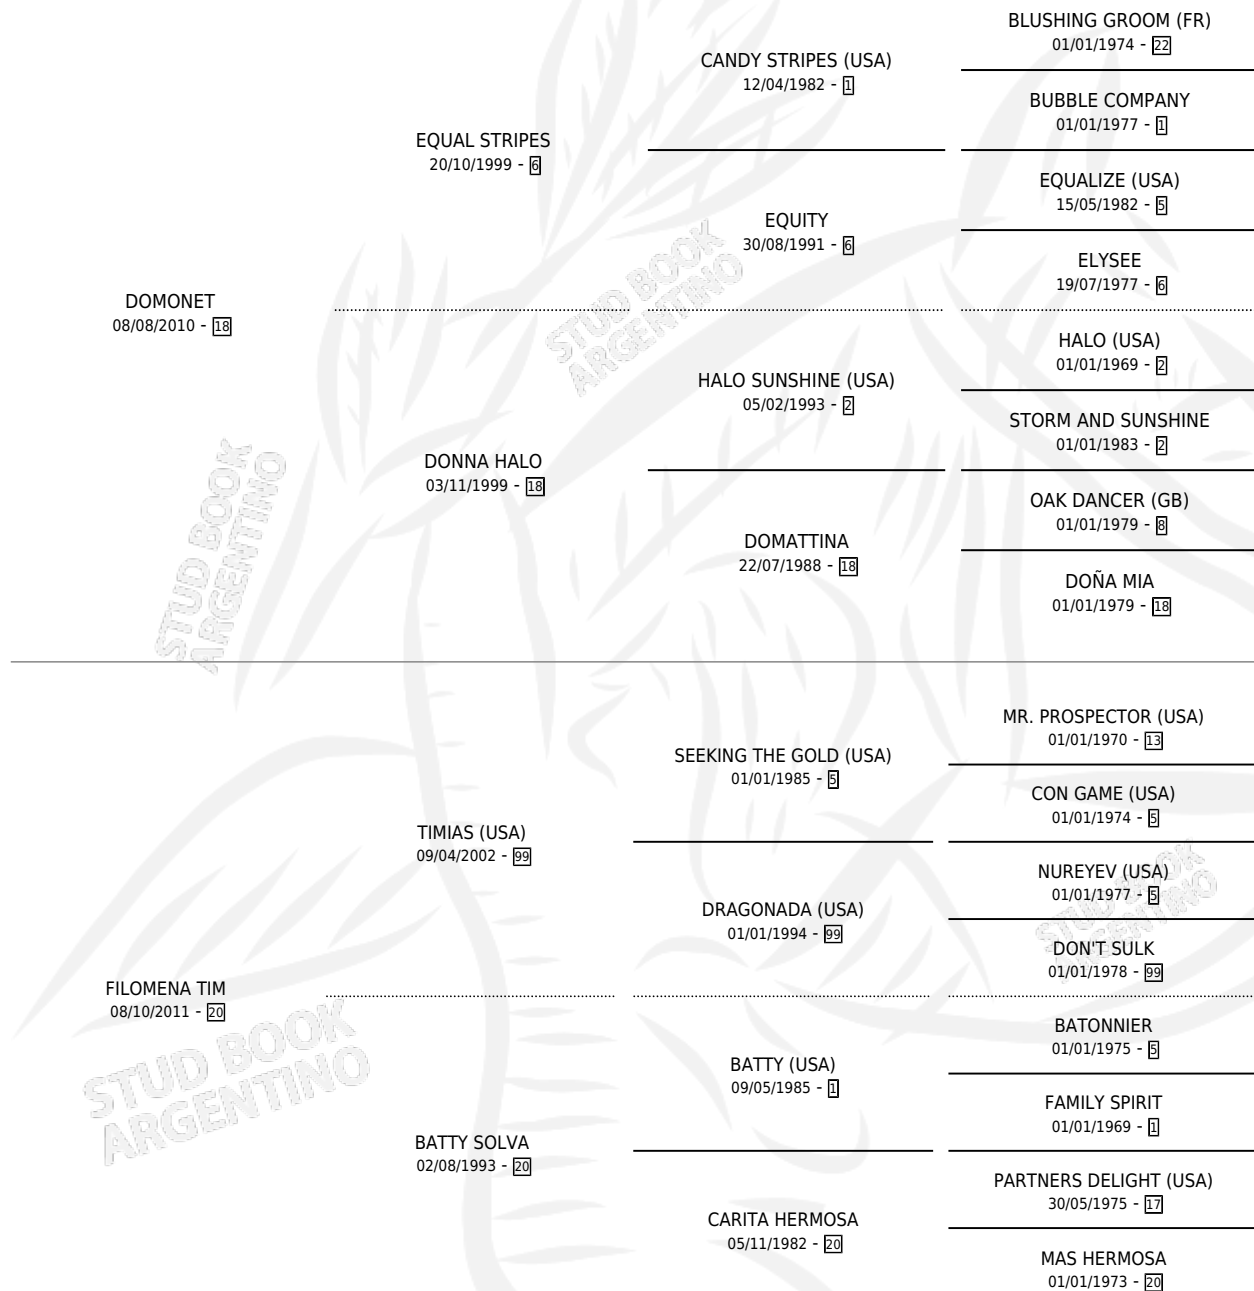 BLUSHING GROOM (FR)
01/01/1974 - 22
CANDY STRIPES (USA)
12/04/1982 - 1
BUBBLE COMPANY
01/01/1977 - 1
EQUAL STRIPES
20/10/1999 - 6
EQUALIZE (USA)
15/05/1982 - 5
EQUITY
30/08/1991 - 6
ELYSEE
19/07/1977 - 6
DOMONET
08/08/2010 - 18
HALO (USA)
01/01/1969 - 2
HALO SUNSHINE (USA)
05/02/1993 - 2
STORM AND SUNSHINE
01/01/1983 - 2
DONNA HALO
03/11/1999 - 18
OAK DANCER (GB)
01/01/1979 - 8
DOMATTINA
22/07/1988 - 18
DOÑA MIA
01/01/1979 - 18
MR. PROSPECTOR (USA)
01/01/1970 - 13
SEEKING THE GOLD (USA)
01/01/1985 - 5
CON GAME (USA)
01/01/1974 - 5
TIMIAS (USA)
09/04/2002 - 99
NUREYEV (USA)
01/01/1977 - 5
DRAGONADA (USA)
01/01/1994 - 99
DON'T SULK
01/01/1978 - 99
FILOMENA TIM
08/10/2011 - 20
BATONNIER
01/01/1975 - 5
BATTY (USA)
09/05/1985 - 1
FAMILY SPIRIT
01/01/1969 - 1
BATTY SOLVA
02/08/1993 - 20
PARTNERS DELIGHT (USA)
30/05/1975 - 17
CARITA HERMOSA
05/11/1982 - 20
MAS HERMOSA
01/01/1973 - 20
STUD BOOK
ARGENTINO
STUD BOOK
ARGENTINO
STUD BOOK
ARGENTINO
STUD BOOK
ARGENTINO